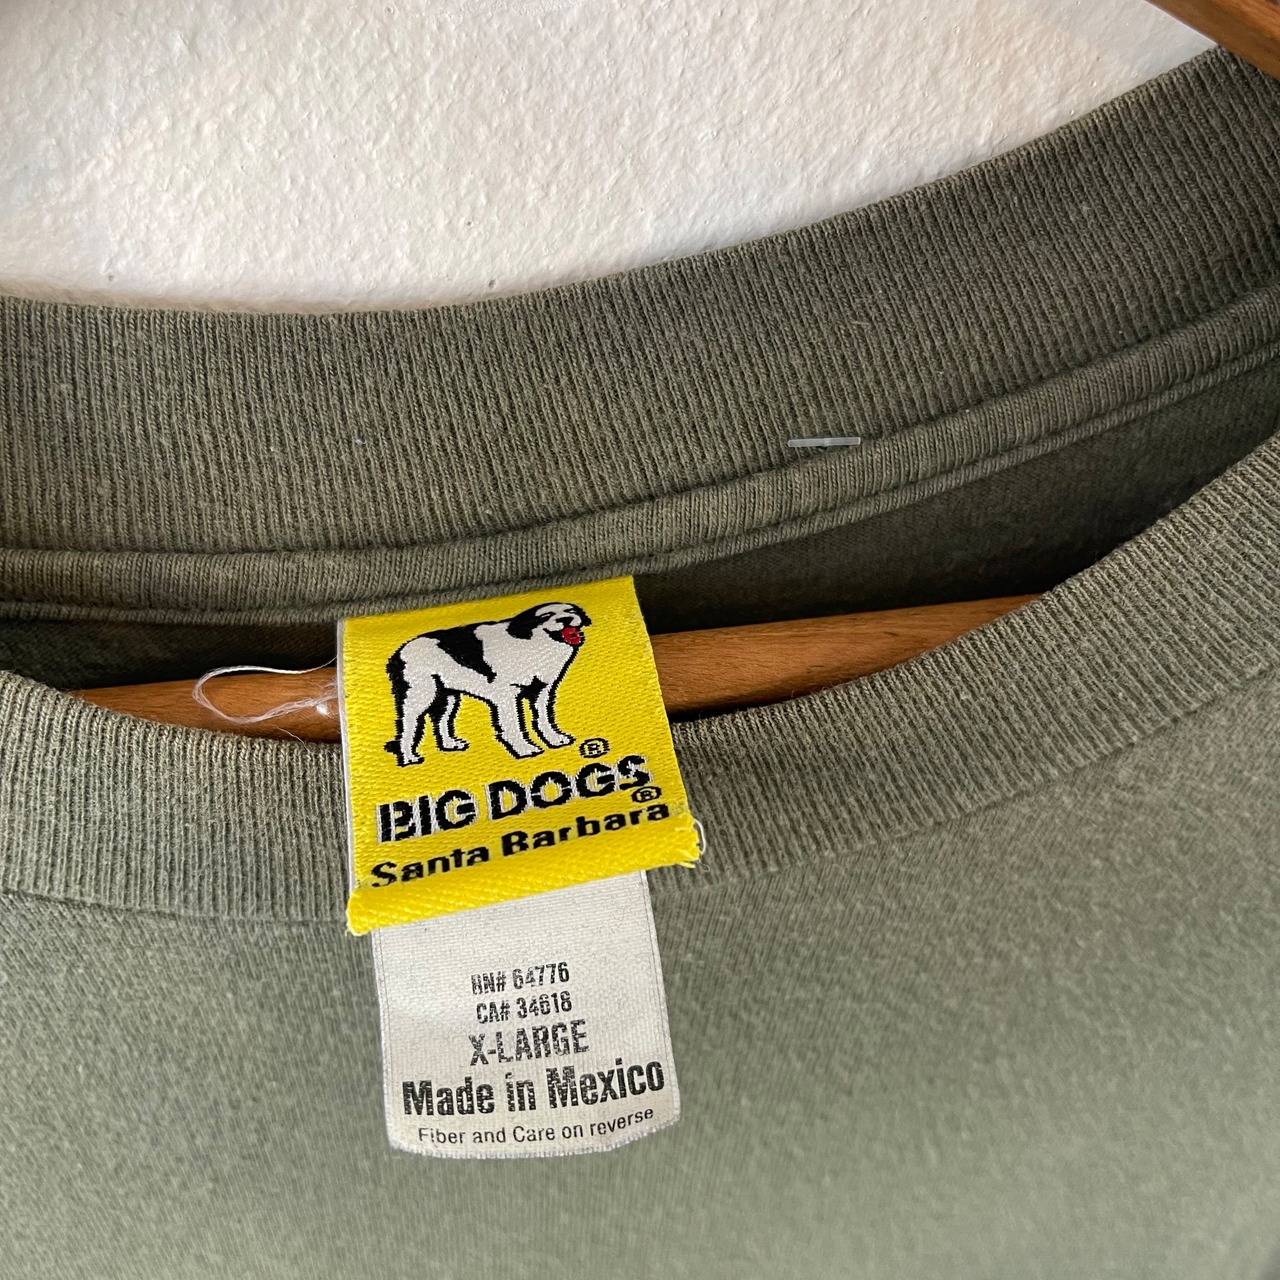 ®
BIG DOGS
®
Santa Barbara
RN# 64776
CA# 34618
X-LARGE
Made in Mexico
Fiber and Care on reverse